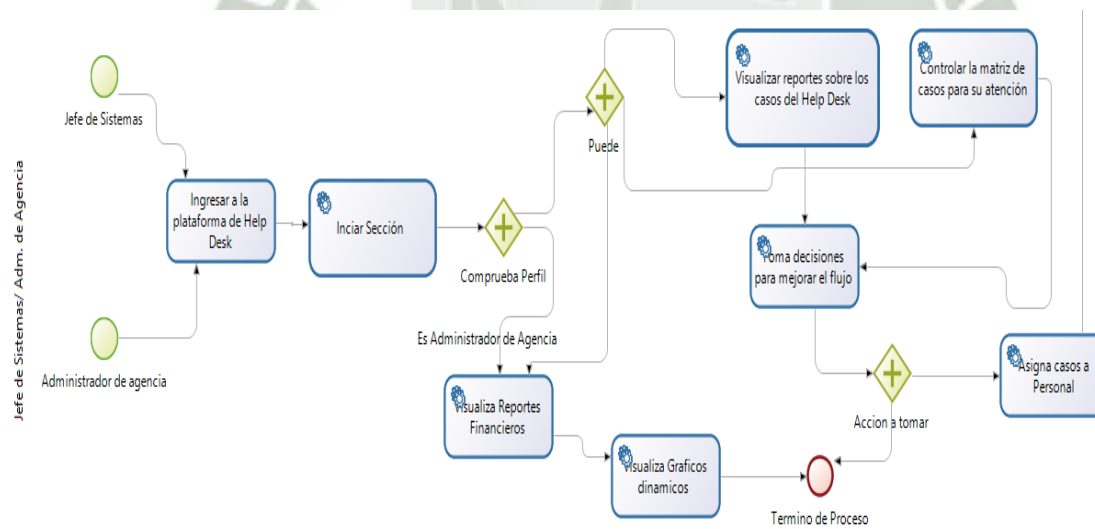 Jefe de Sistemas/ Adm. de Agencia
Jefe de Sistemas
Administrador de agencia
Ingresar a la
plataforma de Help
Desk
Inciar Sección
Comprueba Perfil
Es Administrador de Agencia
Puede
Visualizar reportes sobre los
casos del Help Desk
Controlar la matriz de
casos para su atención
Toma decisiones
para mejorar el flujo
Accion a tomar
Asigna casos a
Personal
Visualiza Reportes
Financieros
Visualiza Graficos
dinamicos
Termino de Proceso